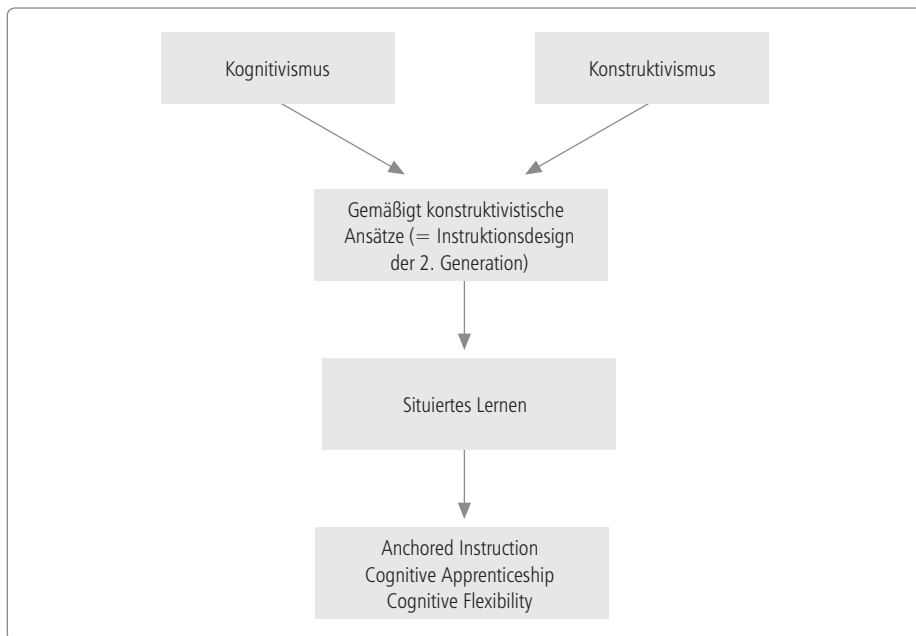 Kognitivismus
Konstruktivismus
Gemäßigt konstruktivistische
Ansätze (= Instruktionsdesign
der 2. Generation)
Situiertes Lernen
Anchored Instruction
Cognitive Apprenticeship
Cognitive Flexibility